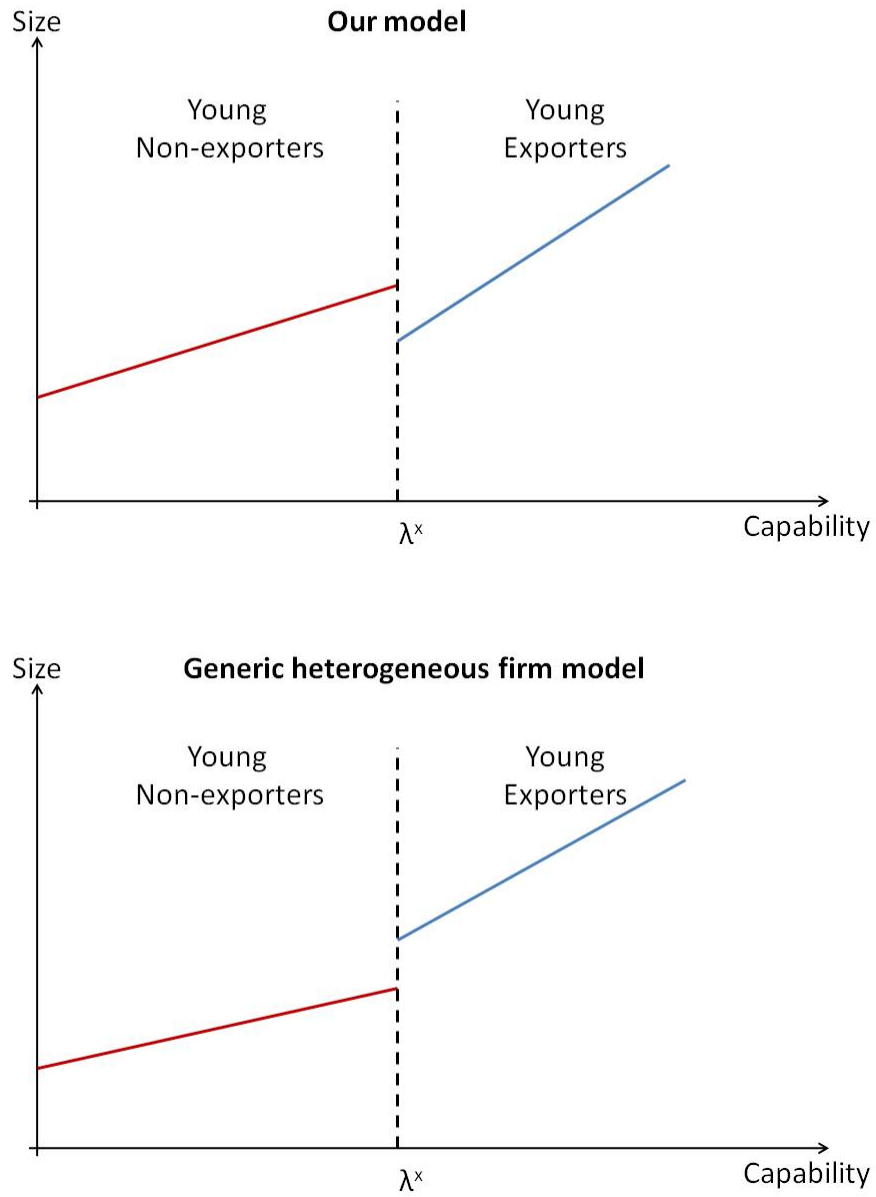 Size
Our model
Young
Non-exporters
Young
Exporters
λˣ
Capability
Size
Generic heterogeneous firm model
Young
Non-exporters
Young
Exporters
λˣ
Capability